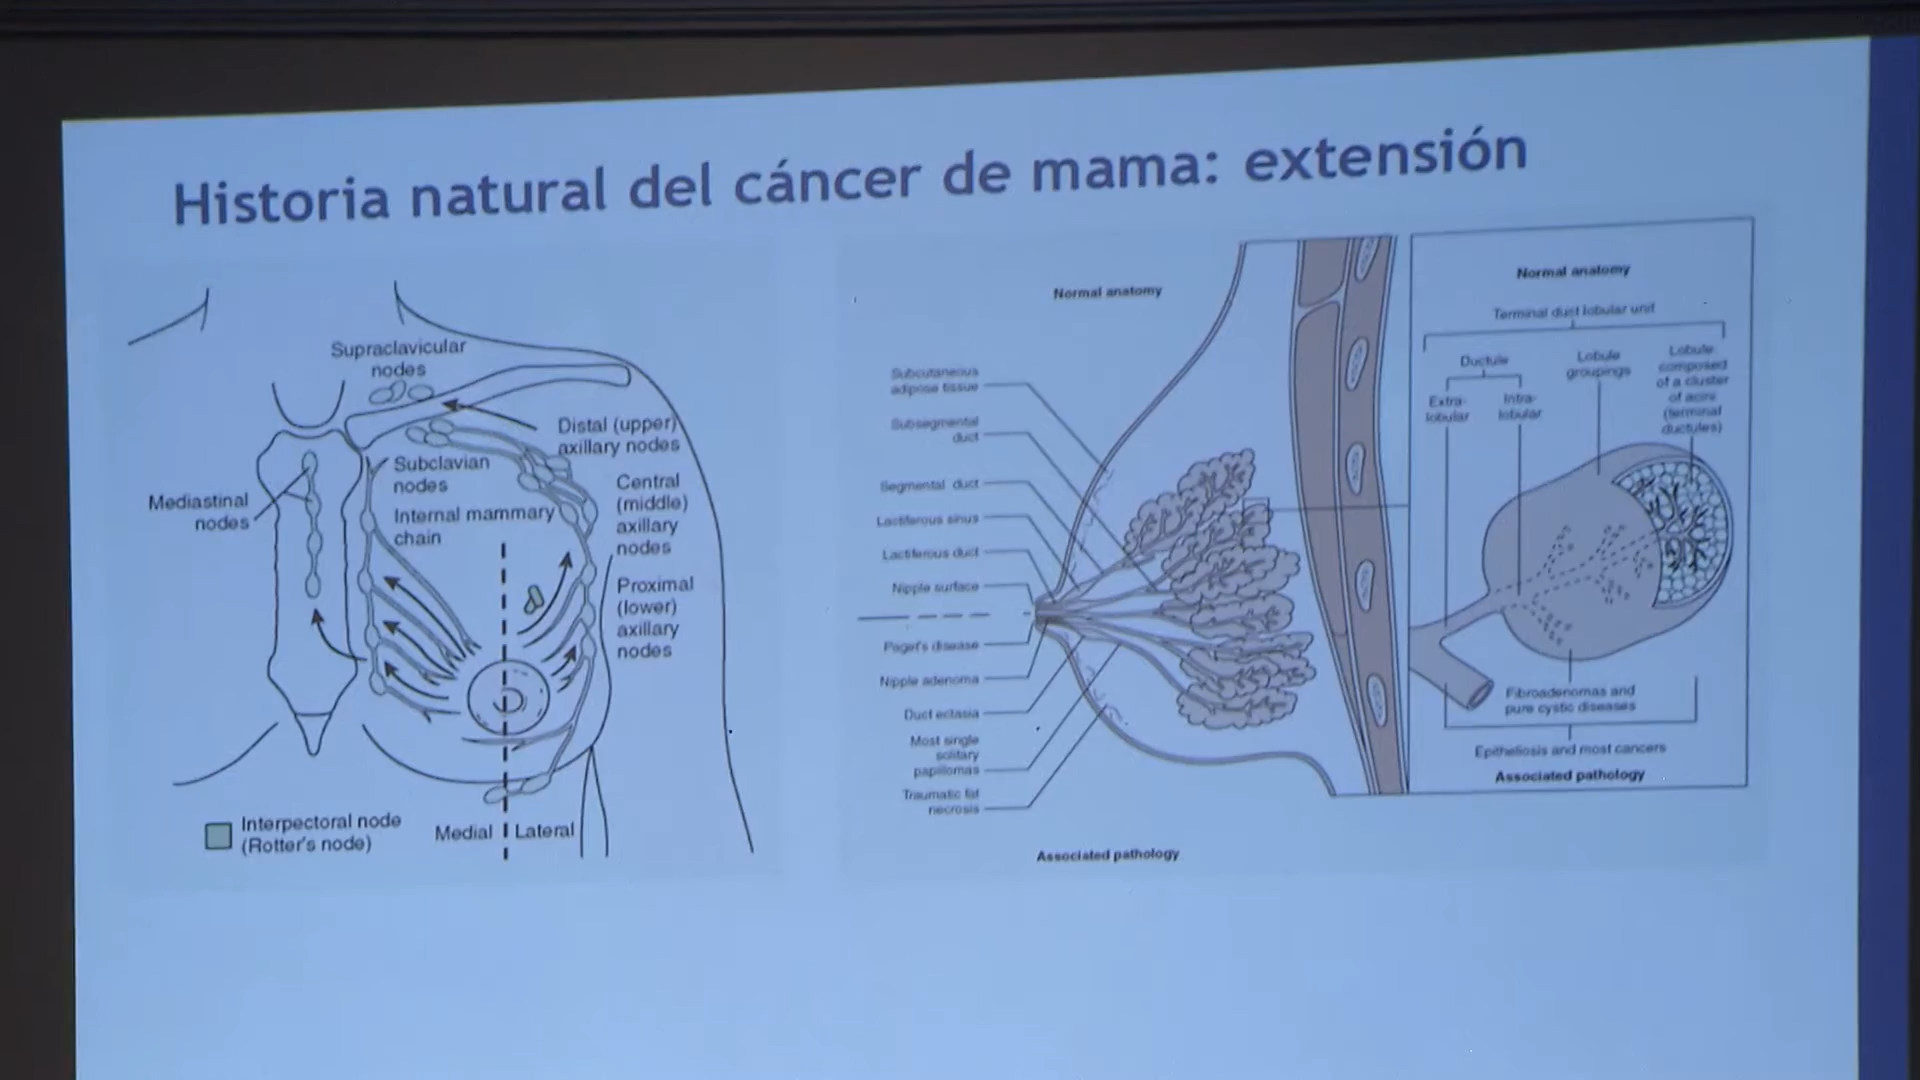 Historia natural del cáncer de mama: extensión
Supraclavicular
nodes
Distal (upper)
axillary nodes
Subclavian
nodes
Central
(middle)
axillary
nodes
Mediastinal
nodes
Internal mammary
chain
Proximal
(lower)
axillary
nodes
Interpectoral node
(Rotter's node)
Medial
Lateral
Normal anatomy
Subcutaneous
adipose tissue
Subsegmental
duct
Segmental duct
Lactiferous sinus
Lactiferous duct
Nipple surface
Paget's disease
Nipple adenoma
Duct ectasia
Most single
solitary
papillomas
Traumatic fat
necrosis
Associated pathology
Normal anatomy
Terminal duct lobular unit
Ductule
Extra-
lobular
Intra-
lobular
Lobule
groupings
Lobule
composed
of a cluster
of acini
(terminal
ductules)
Fibroadenomas and
pure cystic diseases
Epitheliosis and most cancers
Associated pathology